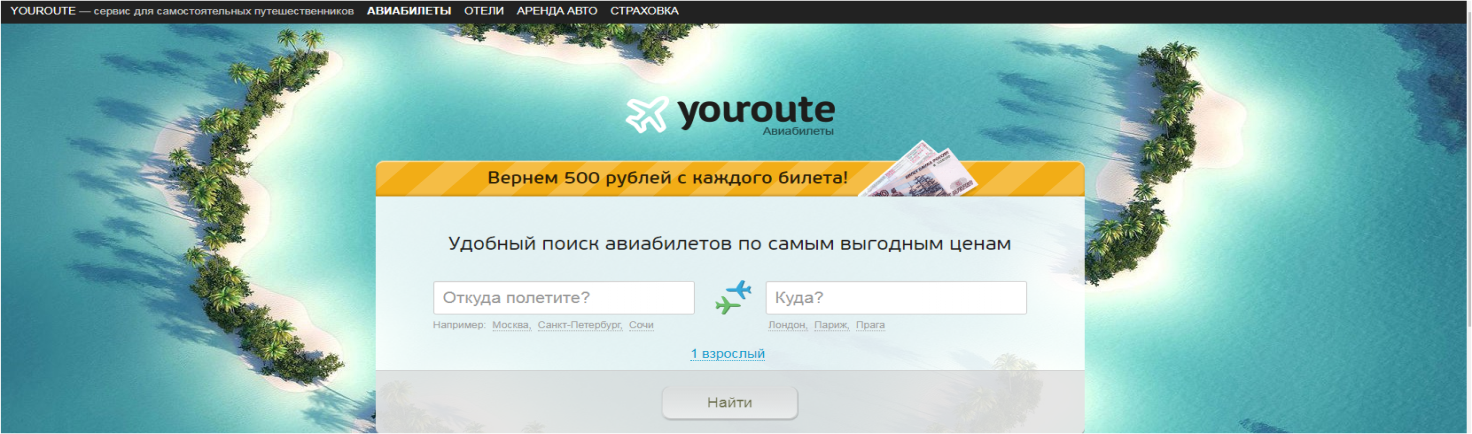 YOUROUTE — сервис для самостоятельных путешественников АВИАБИЛЕТЫ ОТЕЛИ АРЕНДА АВТО СТРАХОВКА
youroute
Авиабилеты
Вернем 500 рублей с каждого билета!
Удобный поиск авиабилетов по самым выгодным ценам
Откуда полетите? Куда?
Например: Москва, Санкт-Петербург, Сочи Лондон, Париж, Прага
1 взрослый
Найти